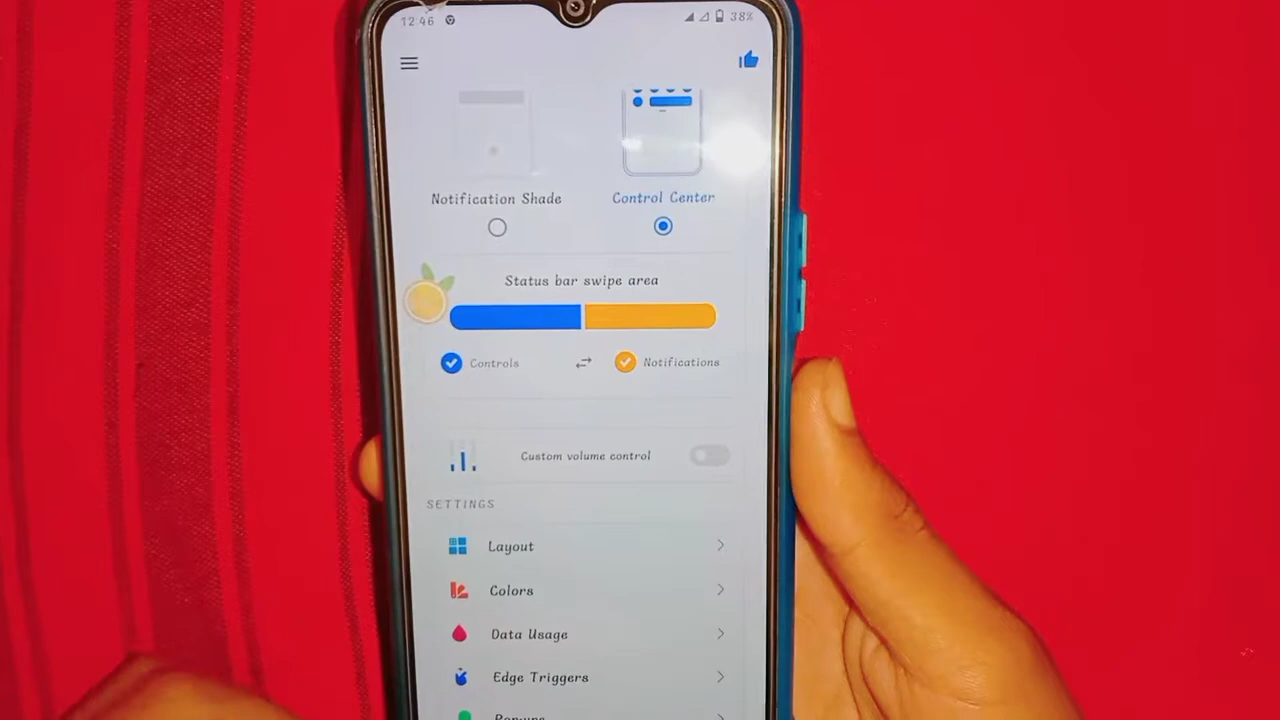 12:46 38%
Notification Shade Control Center
Status bar swipe area
Controls Notifications
Custom volume control
SETTINGS
Layout
Colors
Data Usage
Edge Triggers